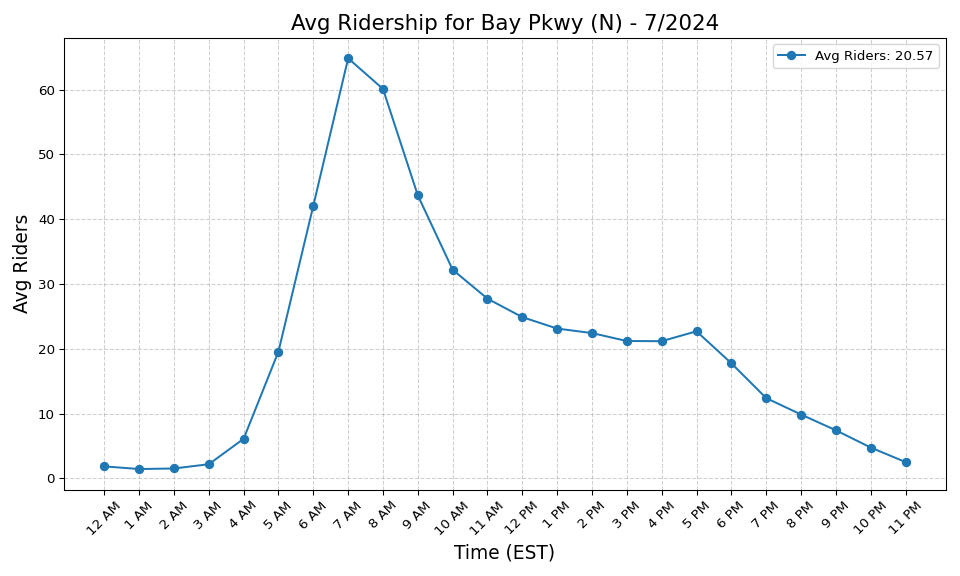 Avg Ridership for Bay Pkwy (N) - 7/2024
Avg Riders: 20.57
Avg Riders
60
50
40
30
20
10
0
12 AM
1 AM
2 AM
3 AM
4 AM
5 AM
6 AM
7 AM
8 AM
9 AM
10 AM
11 AM
12 PM
1 PM
2 PM
3 PM
4 PM
5 PM
6 PM
7 PM
8 PM
9 PM
10 PM
11 PM
Time (EST)